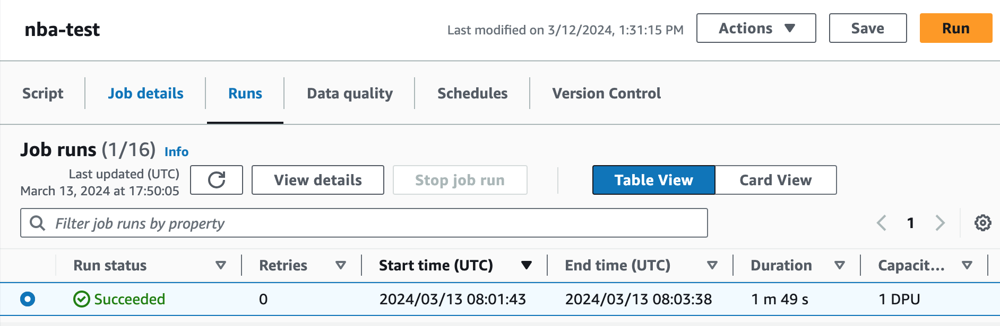 nba-test
Last modified on 3/12/2024, 1:31:15 PM
Actions
Save
Run
Script
Job details
Runs
Data quality
Schedules
Version Control
Job runs (1/16) Info
Last updated (UTC)
March 13, 2024 at 17:50:05
View details
Stop job run
Table View
Card View
Filter job runs by property
1
Run status
Retries
Start time (UTC)
End time (UTC)
Duration
Capacit...
Succeeded
0
2024/03/13 08:01:43
2024/03/13 08:03:38
1 m 49 s
1 DPU